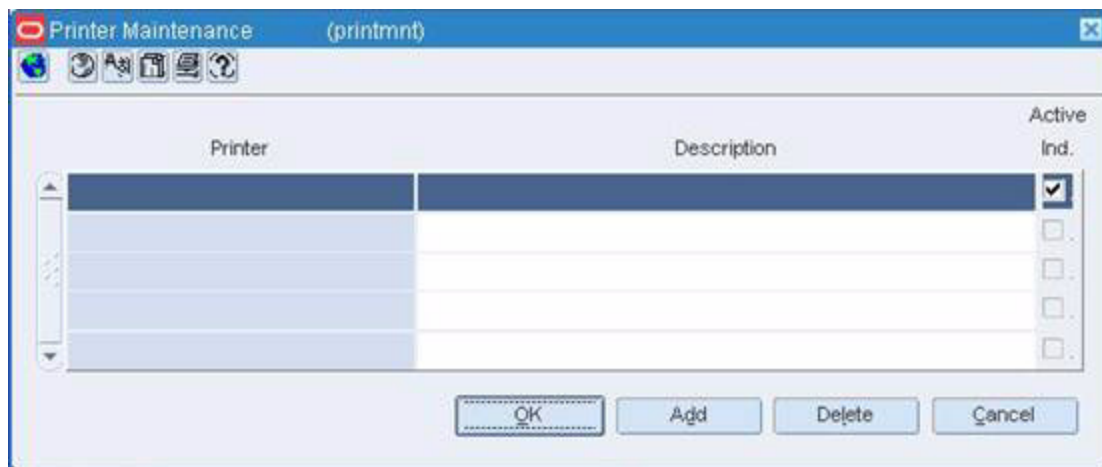 Printer Maintenance (printmnt)
Active
Printer Description Ind.
OK Add Delete Cancel